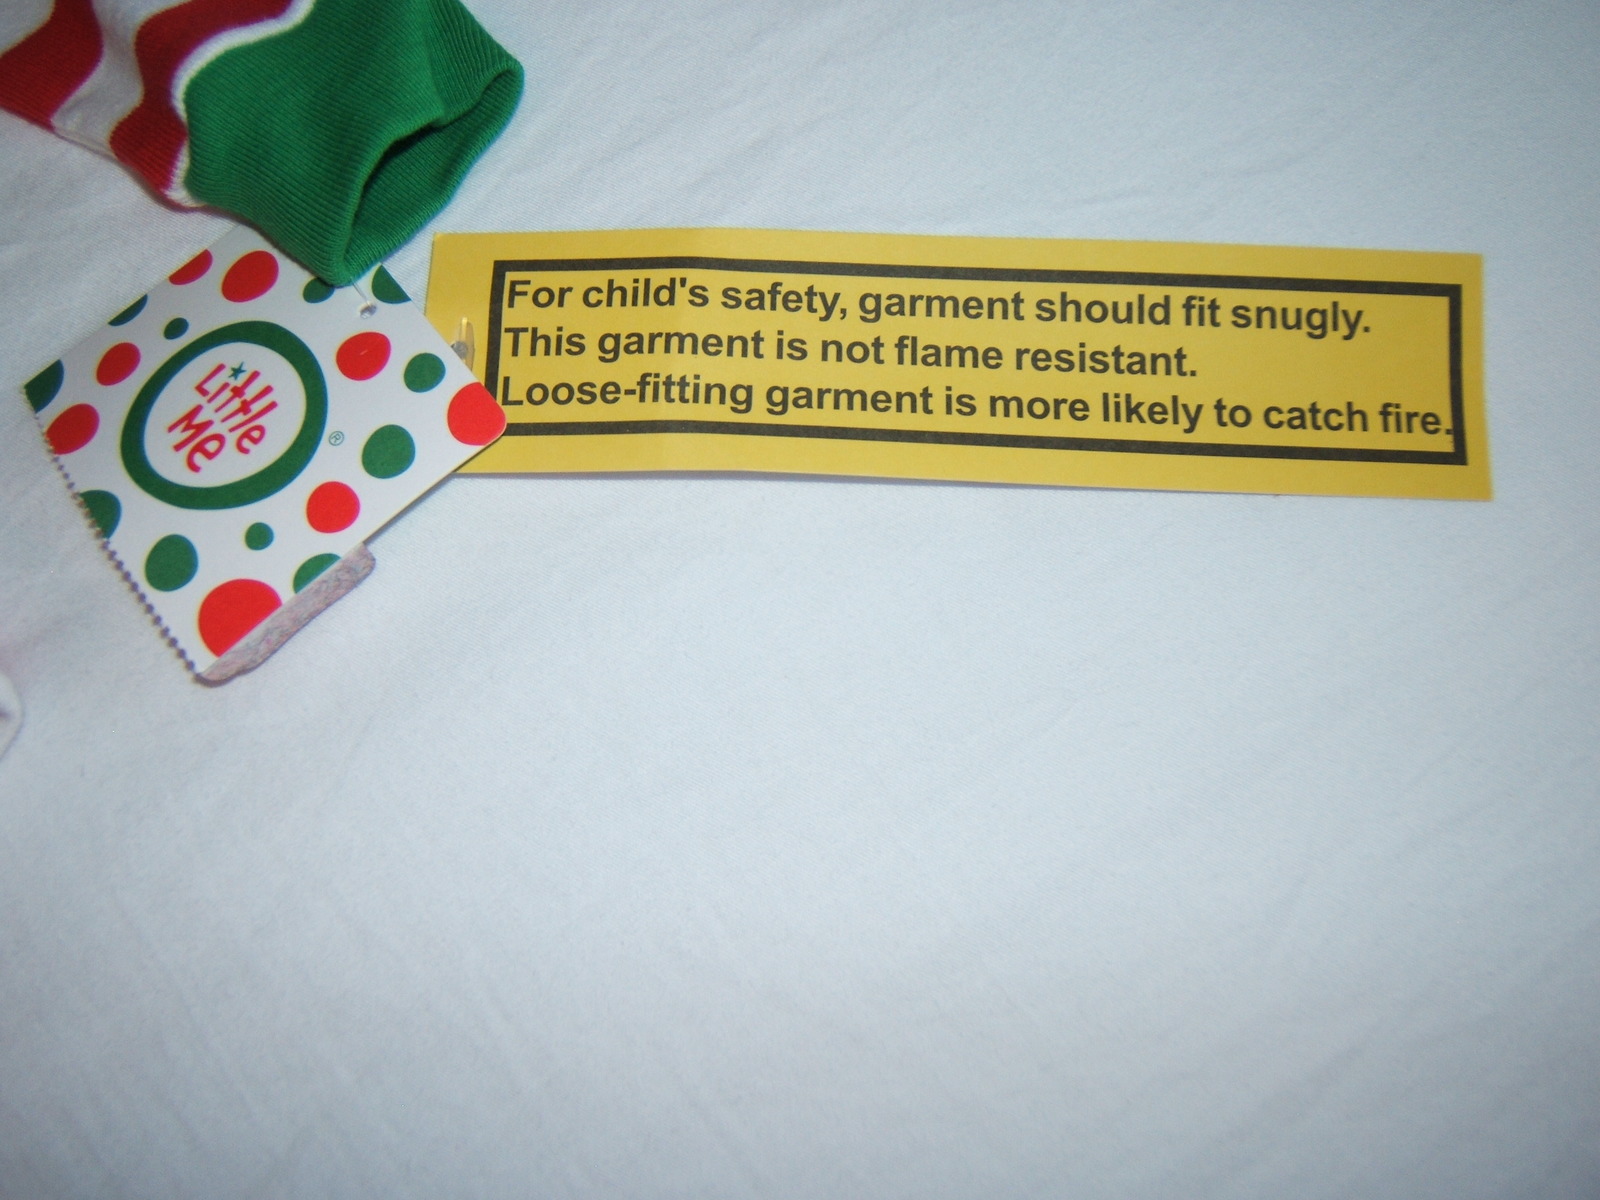 Little
Me
®
For child's safety, garment should fit snugly.
This garment is not flame resistant.
Loose-fitting garment is more likely to catch fire.